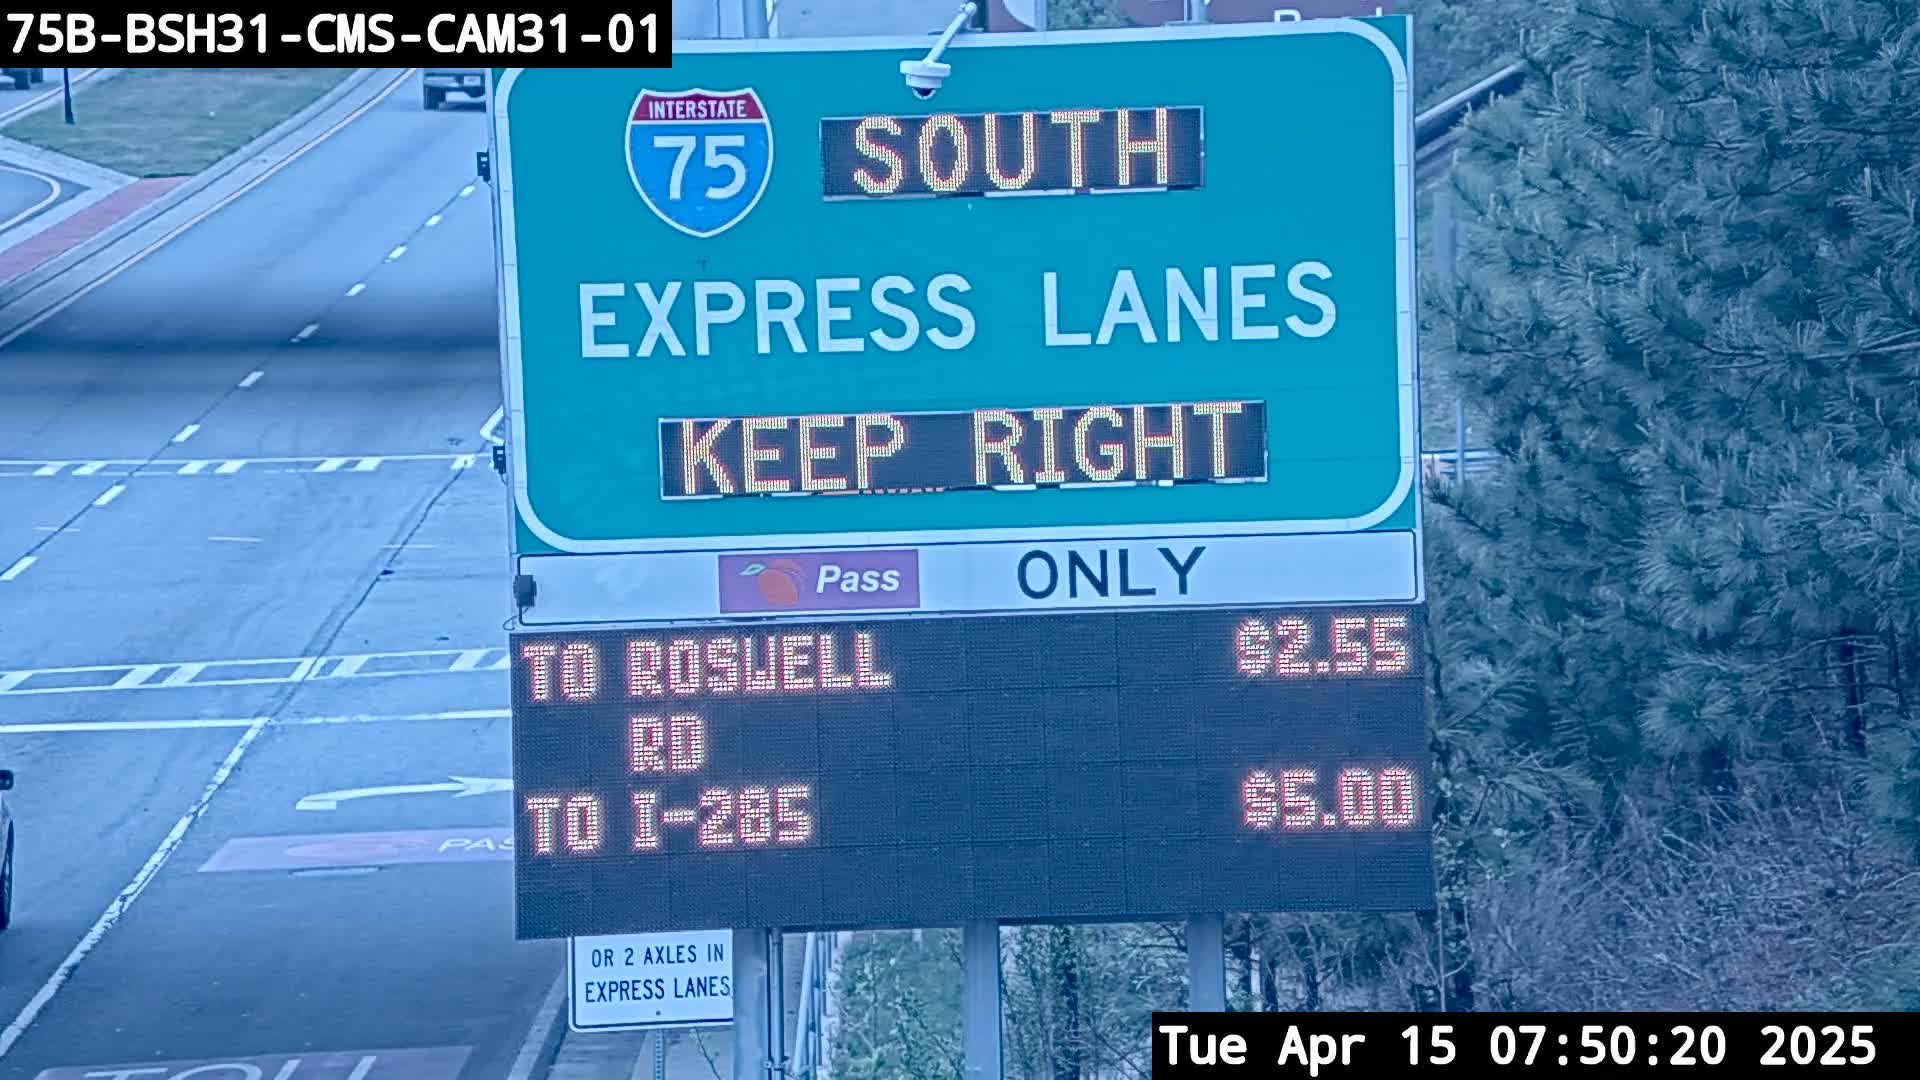 75B-BSH31-CMS-CAM31-01
INTERSTATE
75
SOUTH
EXPRESS LANES
KEEP RIGHT
Pass ONLY
TO ROSWELL $2.55
RD
TO I-285 $5.00
OR 2 AXLES IN
EXPRESS LANES
TOLL
Tue Apr 15 07:50:20 2025